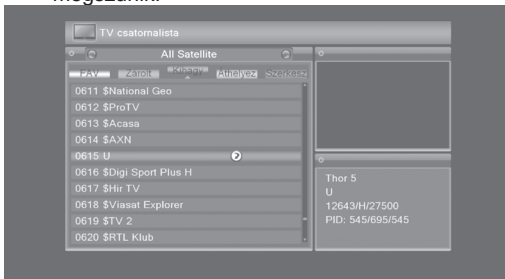 megszűnik.
TV csatornalista
All Satellite
FAV Zárolt Kihagy Áthelyez Szerkesz
0611 $National Geo
0612 $ProTV
0613 $Acasa
0614 $AXN
0615 U
0616 $Digi Sport Plus H
0617 $Hir TV
0618 $Viasat Explorer
0619 $TV 2
0620 $RTL Klub
Thor 5
U
12643/H/27500
PID: 545/695/545